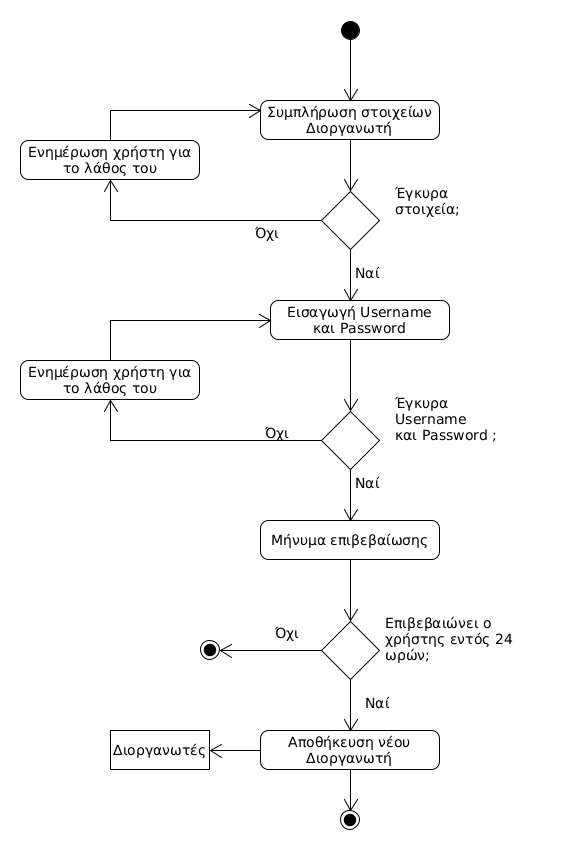 Συμπλήρωση στοιχείων
Διοργανωτή
Ενημέρωση χρήστη για
το λάθος του
Έγκυρα
στοιχεία;
Όχι
Ναί
Εισαγωγή Username
και Password
Ενημέρωση χρήστη για
το λάθος του
Έγκυρα
Username
και Password ;
Όχι
Ναί
Μήνυμα επιβεβαίωσης
Επιβεβαιώνει ο
χρήστης εντός 24
ωρών;
Όχι
Ναί
Αποθήκευση νέου
Διοργανωτή
Διοργανωτές